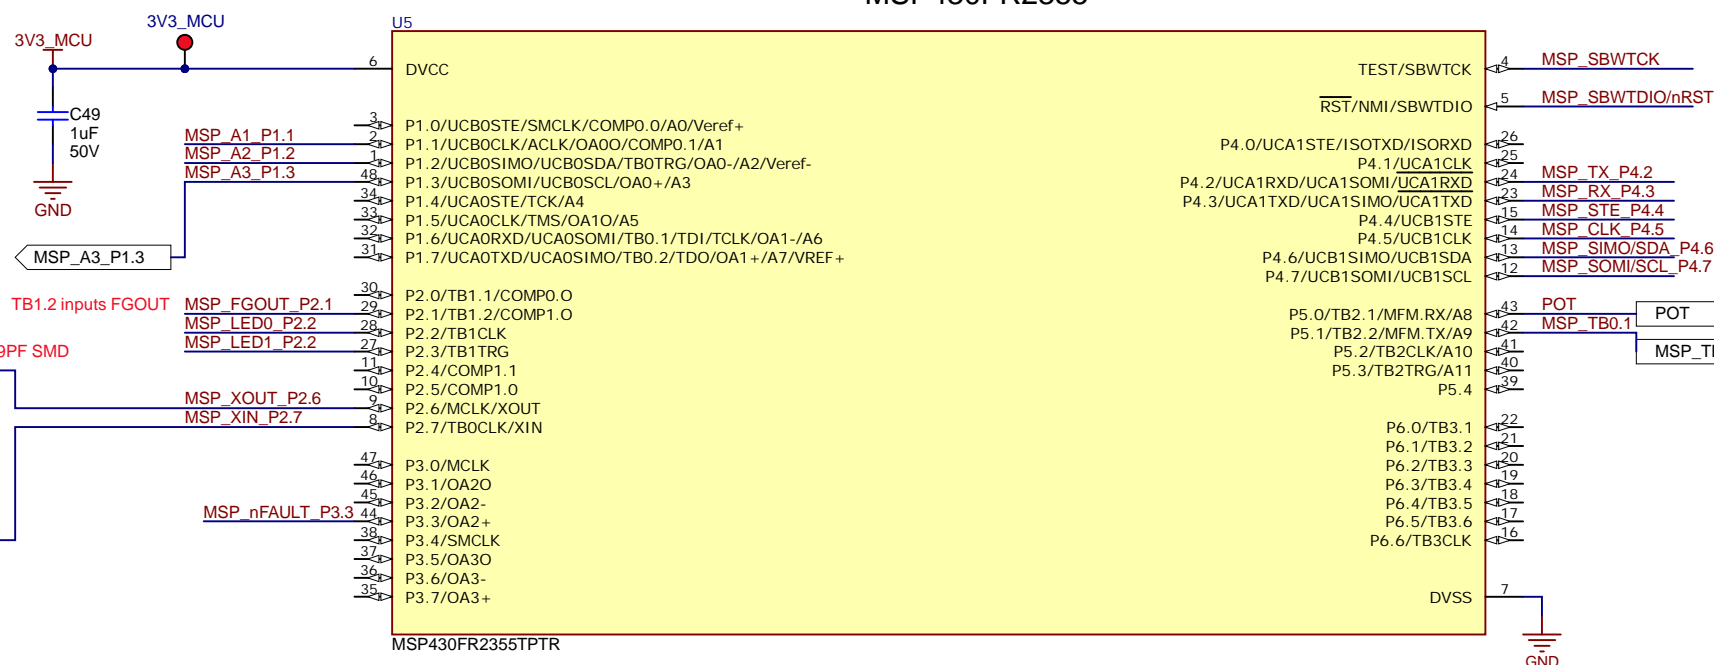 3V3_MCU
3V3_MCU
U5
6
DVCC
C49
1uF
50V
GND
3
P1.0/UCB0STE/SMCLK/COMP0.0/A0/Veref+
MSP_A1_P1.1
2
P1.1/UCB0CLK/ACLK/OA0O/COMP0.1/A1
MSP_A2_P1.2
1
P1.2/UCB0SIMO/UCB0SDA/TB0TRG/OA0-/A2/Veref-
MSP_A3_P1.3
48
P1.3/UCB0SOMI/UCB0SCL/OA0+/A3
34
P1.4/UCA0STE/TCK/A4
33
P1.5/UCA0CLK/TMS/OA1O/A5
32
P1.6/UCA0RXD/UCA0SOMI/TB0.1/TDI/TCLK/OA1-/A6
31
P1.7/UCA0TXD/UCA0SIMO/TB0.2/TDO/OA1+/A7/VREF+
MSP_A3_P1.3
30
P2.0/TB1.1/COMP0.O
TB1.2 inputs FGOUT
MSP_FGOUT_P2.1
29
P2.1/TB1.2/COMP1.O
MSP_LED0_P2.2
28
P2.2/TB1CLK
MSP_LED1_P2.2
27
P2.3/TB1TRG
9PF SMD
11
P2.4/COMP1.1
10
P2.5/COMP1.0
MSP_XOUT_P2.6
9
P2.6/MCLK/XOUT
MSP_XIN_P2.7
8
P2.7/TB0CLK/XIN
47
P3.0/MCLK
46
P3.1/OA2O
45
P3.2/OA2-
MSP_nFAULT_P3.3
44
P3.3/OA2+
38
P3.4/SMCLK
37
P3.5/OA3O
36
P3.6/OA3-
35
P3.7/OA3+
MSP430FR2355TPTR
TEST/SBWTCK
4
MSP_SBWTCK
RST/NMI/SBWTDIO
5
MSP_SBWTDIO/nRST
P4.0/UCA1STE/ISOTXD/ISORXD
26
P4.1/UCA1CLK
25
P4.2/UCA1RXD/UCA1SOMI/UCA1RXD
24
MSP_TX_P4.2
P4.3/UCA1TXD/UCA1SIMO/UCA1TXD
23
MSP_RX_P4.3
P4.4/UCB1STE
15
MSP_STE_P4.4
P4.5/UCB1CLK
14
MSP_CLK_P4.5
P4.6/UCB1SIMO/UCB1SDA
13
MSP_SIMO/SDA_P4.6
P4.7/UCB1SOMI/UCB1SCL
12
MSP_SOMI/SCL_P4.7
P5.0/TB2.1/MFM.RX/A8
43
POT
POT
P5.1/TB2.2/MFM.TX/A9
42
MSP_TB0.1
P5.2/TB2CLK/A10
41
P5.3/TB2TRG/A11
40
P5.4
39
P6.0/TB3.1
22
P6.1/TB3.2
21
P6.2/TB3.3
20
P6.3/TB3.4
19
P6.4/TB3.5
18
P6.5/TB3.6
17
P6.6/TB3CLK
16
DVSS
7
GND